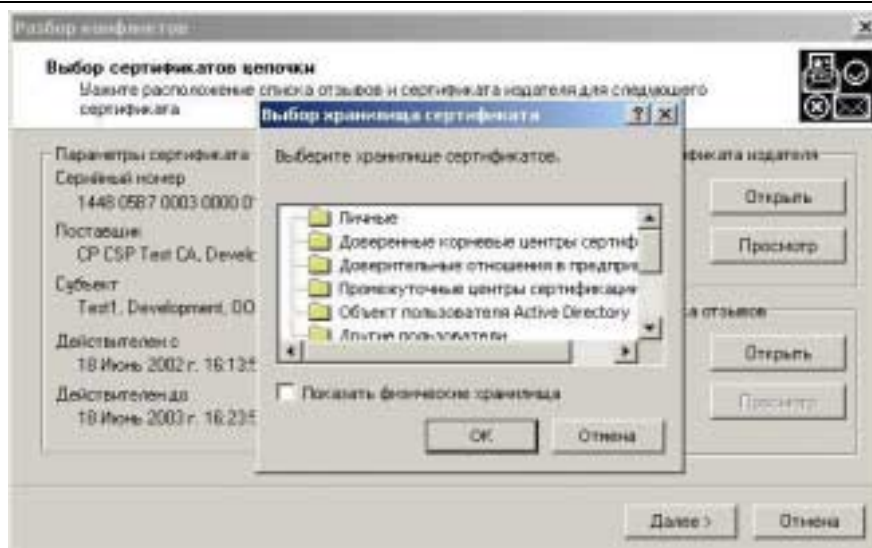 Разбор конфликтов
Выбор сертификатов цепочки
Укажите расположение списка отзывов и сертификата издателя для следующего
сертификата
Выбор хранилища сертификата
Выберите хранилище сертификатов.
Личные
Доверенные корневые центры сертиф
Доверительные отношения в предприя
Промежуточные центры сертификации
Объект пользователя Active Directory
Другие пользователи
Показать физические хранилища
OK
Отмена
Параметры сертификата
Серийный номер
1448 05B7 0003 0000 0
Поставщик
CP CSP Test CA, Develo
Субъект
Test1, Development, OO
Действителен с
18 Июнь 2002 г. 16:13:5
Действителен до
18 Июнь 2003 г. 16:23:5
фиката издателя
Открыть
Просмотр
а отзывов
Открыть
Просмотр
Далее >
Отмена